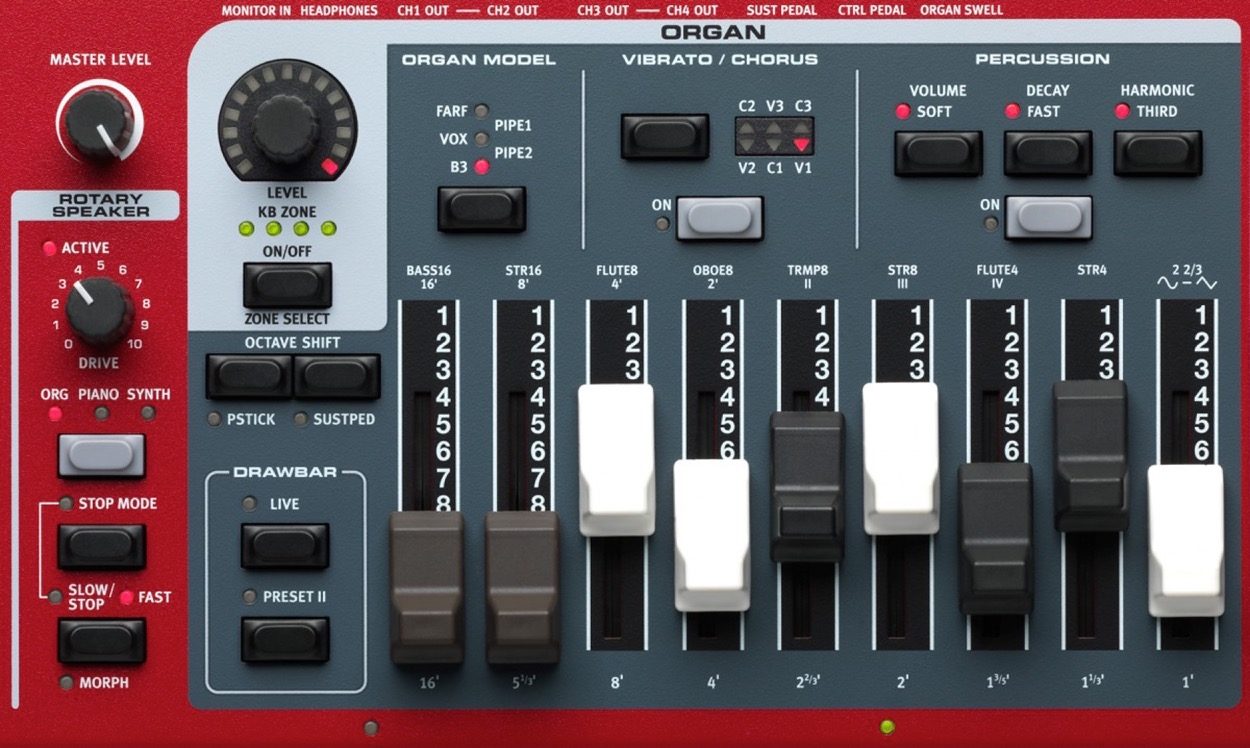 MONITOR IN HEADPHONES CH1 OUT — CH2 OUT CH3 OUT — CH4 OUT SUST PEDAL CTRL PEDAL ORGAN SWELL
MASTER LEVEL
ROTARY
SPEAKER
ACTIVE
0 1 2 3 4 5 6 7 8 9 10
DRIVE
ORG PIANO SYNTH
STOP MODE
SLOW/
STOP
FAST
MORPH
LEVEL
KB ZONE
ON/OFF
ZONE SELECT
OCTAVE SHIFT
PSTICK SUSTPED
DRAWBAR
LIVE
PRESET II
ORGAN
ORGAN MODEL
FARF
PIPE1
VOX
PIPE2
B3
VIBRATO / CHORUS
C2 V3 C3
V2 C1 V1
ON
PERCUSSION
VOLUME
SOFT
DECAY
FAST
HARMONIC
THIRD
ON
BASS16 STR16 FLUTE8 OBOE8 TRMP8 STR8 FLUTE4 STR4 2 2/3
16' 8' 4' 2' II III IV
1 1 1 1 1 1 1 1 1
2 2 2 2 2 2 2 2 2
3 3 3 3 3 3 3 3 3
4 4 4 4 4 4
5 5 5 5 5
6 6 6 6 6
7 7
8 8
16' 5 1/3' 8' 4' 2 2/3' 2' 1 3/5' 1 1/3' 1'